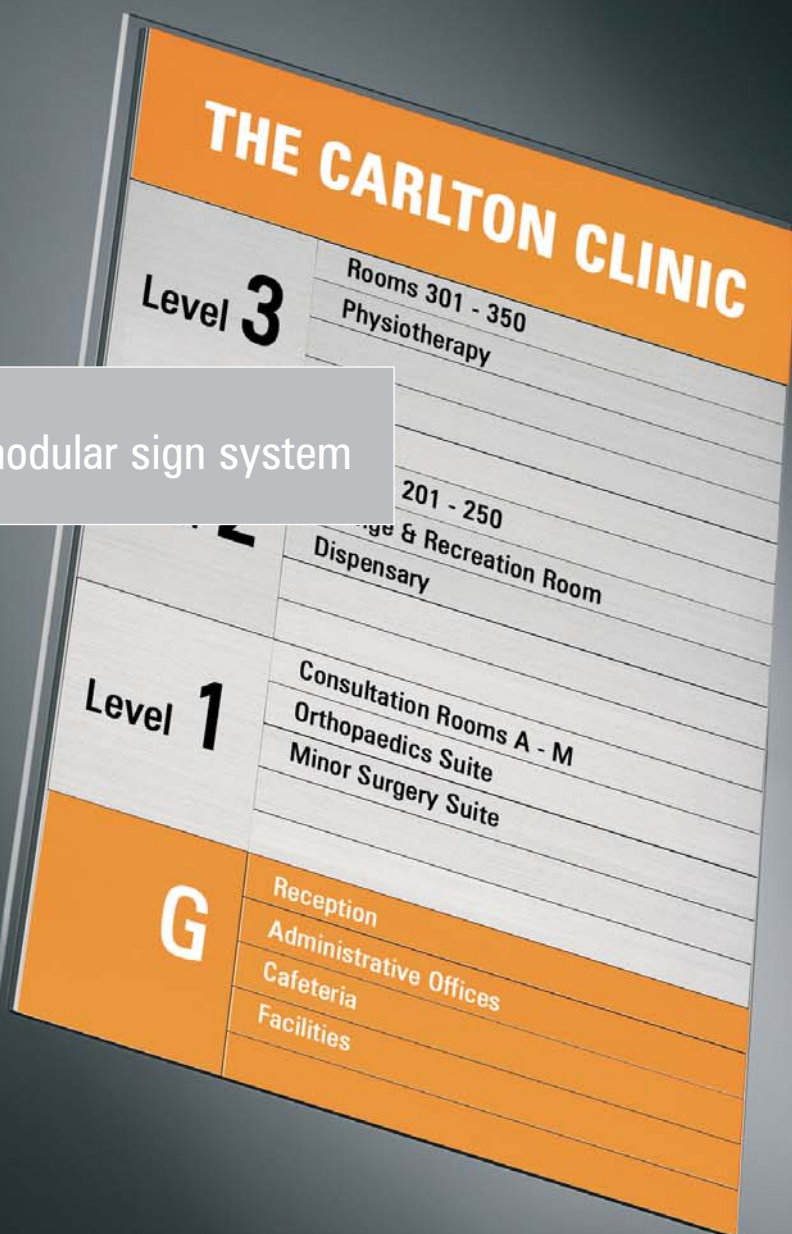 THE CARLTON CLINIC
Level 3
Rooms 301 - 350
Physiotherapy
modular sign system
201 - 250
& Recreation Room
Dispensary
Level 1
Consultation Rooms A - M
Orthopaedics Suite
Minor Surgery Suite
G
Reception
Administrative Offices
Cafeteria
Facilities